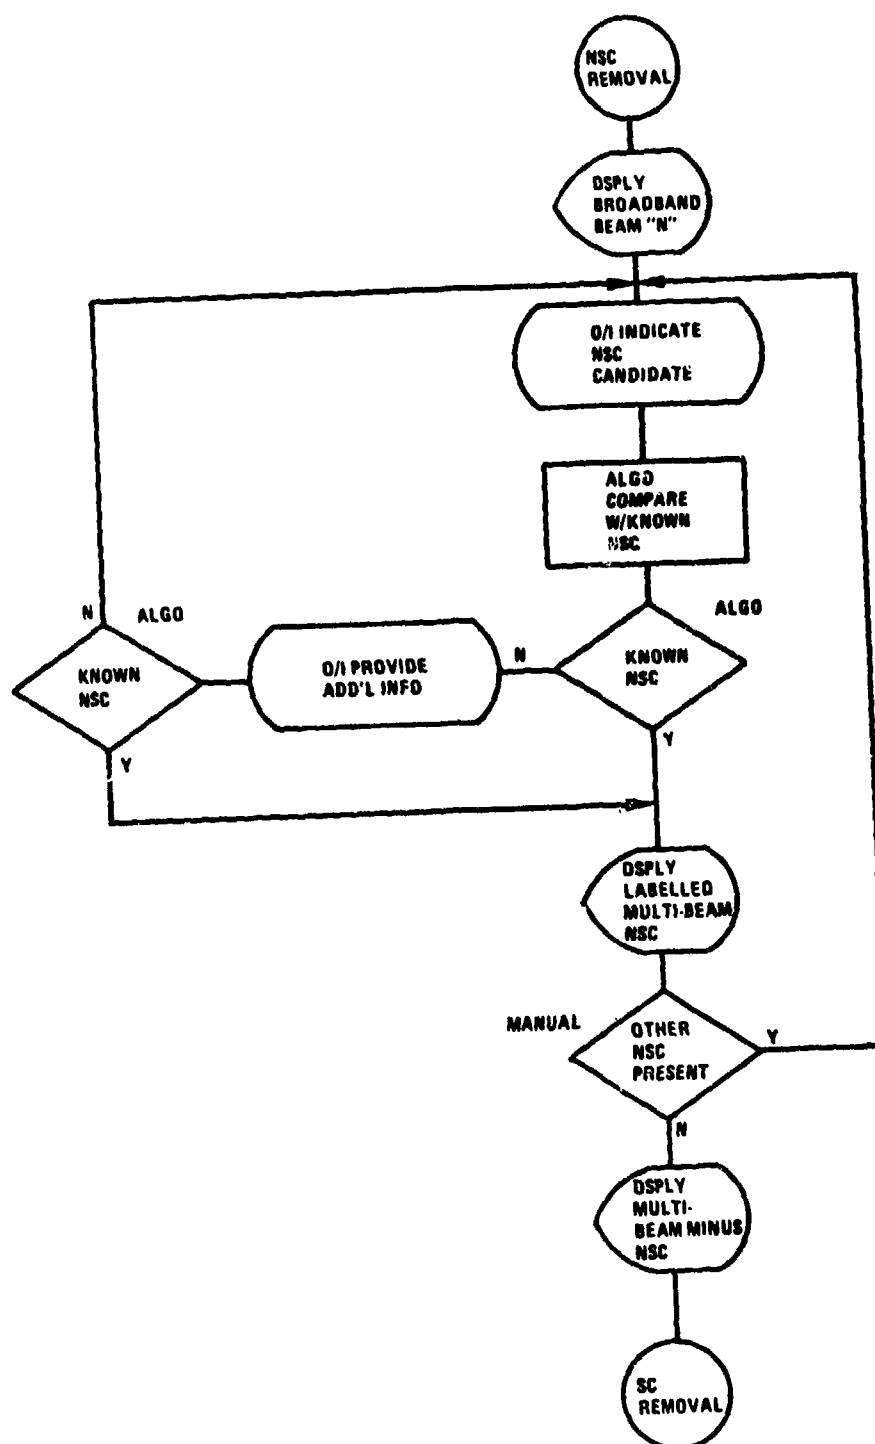 NSC
REMOVAL
DSPLY
BROADBAND
BEAM "N"
O/I INDICATE
NSC
CANDIDATE
ALGO
COMPARE
W/KNOWN
NSC
N
ALGO
KNOWN
NSC
Y
O/I PROVIDE
ADD'L INFO
N
ALGO
KNOWN
NSC
Y
DSPLY
LABELLED
MULTI-BEAM
NSC
MANUAL
OTHER
NSC
PRESENT
Y
N
DSPLY
MULTI-
BEAM MINUS
NSC
SC
REMOVAL